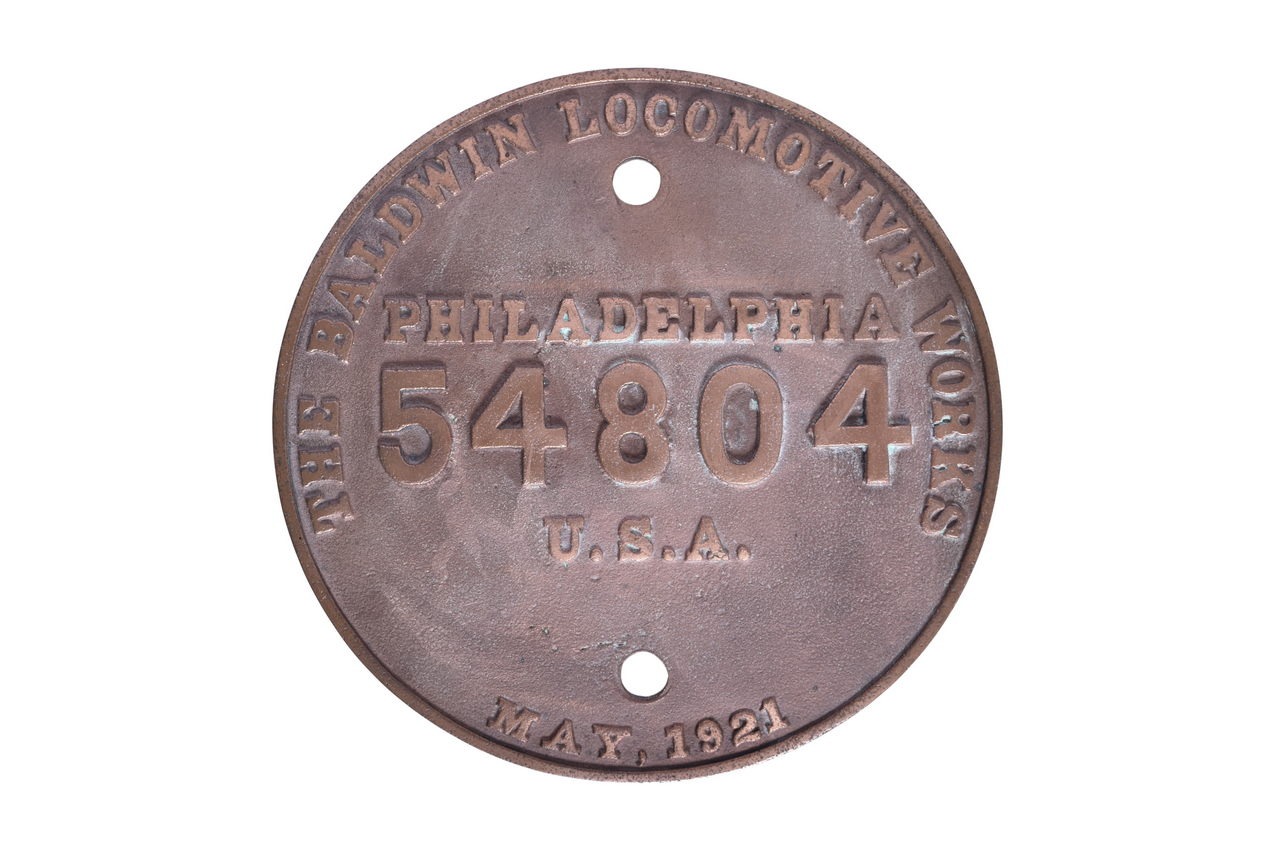 THE BALDWIN LOCOMOTIVE WORKS
PHILADELPHIA
54804
U.S.A.
MAY, 1921